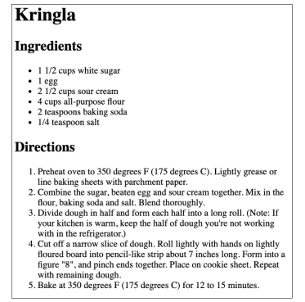 Kringla
Ingredients
• 1 1/2 cups white sugar
• 1 egg
• 2 1/2 cups sour cream
• 4 cups all-purpose flour
• 2 teaspoons baking soda
• 1/4 teaspoon salt
Directions
1. Preheat oven to 350 degrees F (175 degrees C). Lightly grease or
line baking sheets with parchment paper.
2. Combine the sugar, beaten egg and sour cream together. Mix in the
flour, baking soda and salt. Blend thoroughly.
3. Divide dough in half and form each half into a long roll. (Note: If
your kitchen is warm, keep the half of dough you're not working
with in the refrigerator.)
4. Cut off a narrow slice of dough. Roll lightly with hands on lightly
floured board into pencil-like strip about 7 inches long. Form into a
figure "8", and pinch ends together. Place on cookie sheet. Repeat
with remaining dough.
5. Bake at 350 degrees F (175 degrees C) for 12 to 15 minutes.